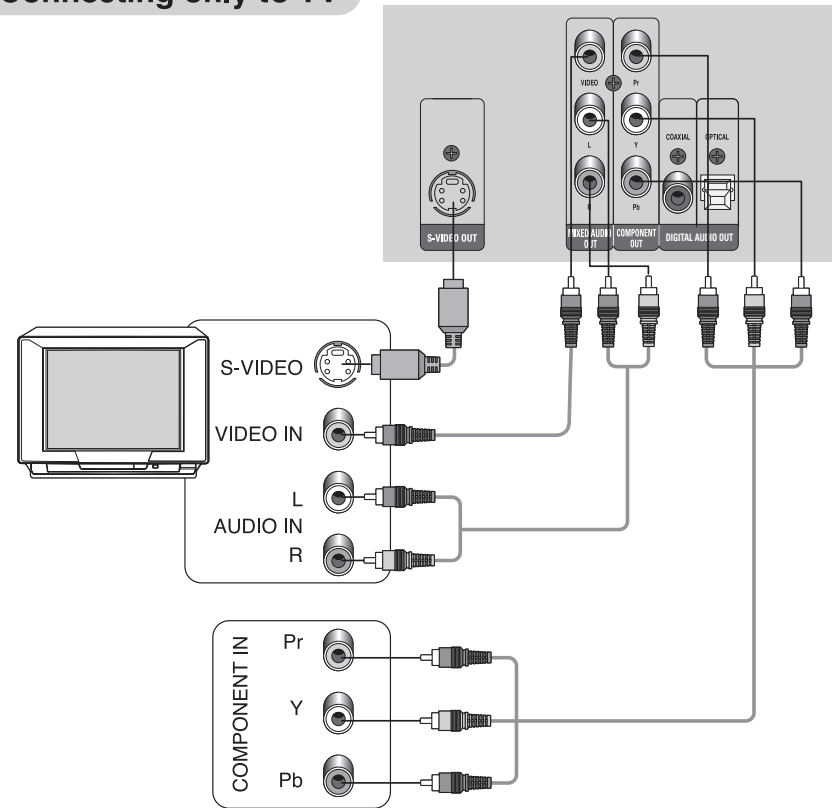 only to TV
VIDEO
Pr
L
Y
COAXIAL
OPTICAL
R
Pb
S-VIDEO OUT
MIXED AUDIO
OUT
COMPONENT
OUT
DIGITAL AUDIO OUT
S-VIDEO
VIDEO IN
L
AUDIO IN
R
COMPONENT IN
Pr
Y
Pb